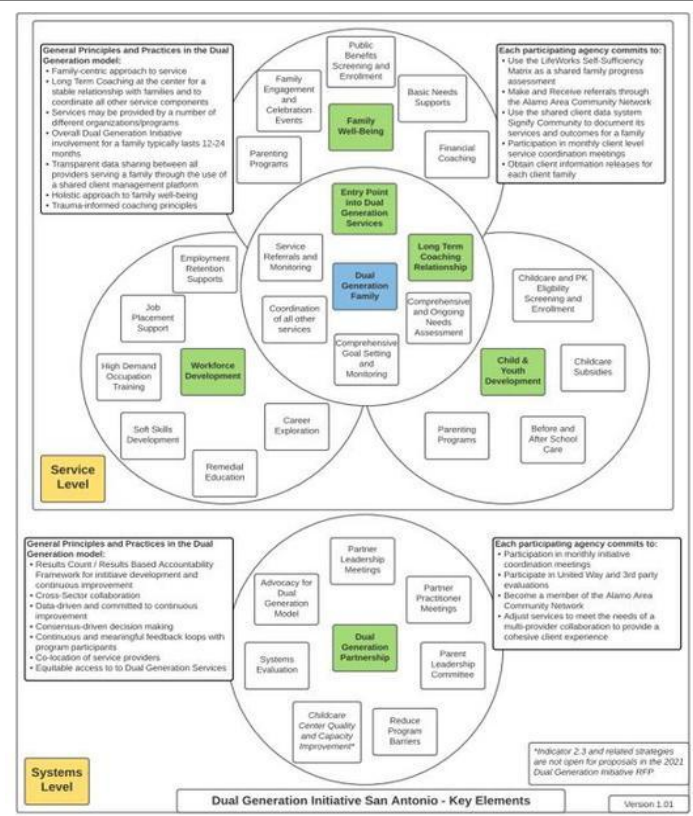 General Principles and Practices in the Dual
Generation model:
• Family-centric approach to service
• Long Term Coaching at the center for a
stable relationship with families and to
coordinate all other service components
• Services may be provided by a number of
different organizations/programs
• Overall Dual Generation Initiative
involvement for a family typically lasts 12-24
months
• Transparent data sharing between all
providers serving a family through the use of
a shared client management platform
• Holistic approach to family well-being
• Trauma-informed coaching principles
Public
Benefits
Screening and
Enrollment
Family
Engagement
and
Celebration
Events
Basic Needs
Supports
Family
Well-Being
Parenting
Programs
Financial
Coaching
Each participating agency commits to:
• Use the LifeWorks Self-Sufficiency
Matrix as a shared family progress
assessment
• Make and Receive referrals through
the Alamo Area Community Network
• Use the shared client data system
Signify Community to document its
services and outcomes for a family
• Participation in monthly client level
service coordination meetings
• Obtain client information releases for
each client family
Entry Point
into Dual
Generation
Services
Service
Referrals and
Monitoring
Long Term
Coaching
Relationship
Dual
Generation
Family
Coordination
of all other
services
Comprehensive
and Ongoing
Needs
Assessment
Comprehensive
Goal Setting
and
Monitoring
Employment
Retention
Supports
Job
Placement
Support
High Demand
Occupation
Training
Workforce
Development
Soft Skills
Development
Career
Exploration
Remedial
Education
Childcare and PK
Eligbility
Screening and
Enrollment
Child &
Youth
Development
Childcare
Subsidies
Parenting
Programs
Before and
After School
Care
Service
Level
General Principles and Practices in the Dual
Generation model:
• Results Count / Results Based Accountability
Framework for intitiave development and
continuous improvement
• Cross-Sector collaboration
• Data-driven and committed to continuous
improvement
• Consensus-driven decision making
• Continuous and meaningful feedback loops with
program participants
• Co-location of service providers
• Equitable access to to Dual Generation Services
Partner
Leadership
Meetings
Advocacy for
Dual
Generation
Model
Partner
Practitioner
Meetings
Dual
Generation
Partnership
Systems
Evaluation
Parent
Leadership
Committee
Childcare
Center Quality
and Capacity
Improvement*
Reduce
Program
Barriers
Each participating agency commits to:
• Participation in monthly initiative
coordination meetings
• Participate in United Way and 3rd party
evaluations
• Become a member of the Alamo Area
Community Network
• Adjust services to meet the needs of a
multi-provider collaboration to provide a
cohesive client experience
*Indicator 2.3 and related strategies
are not open for proposals in the 2021
Dual Generation Initiative RFP
Systems
Level
Dual Generation Initiative San Antonio - Key Elements
Version 1.01